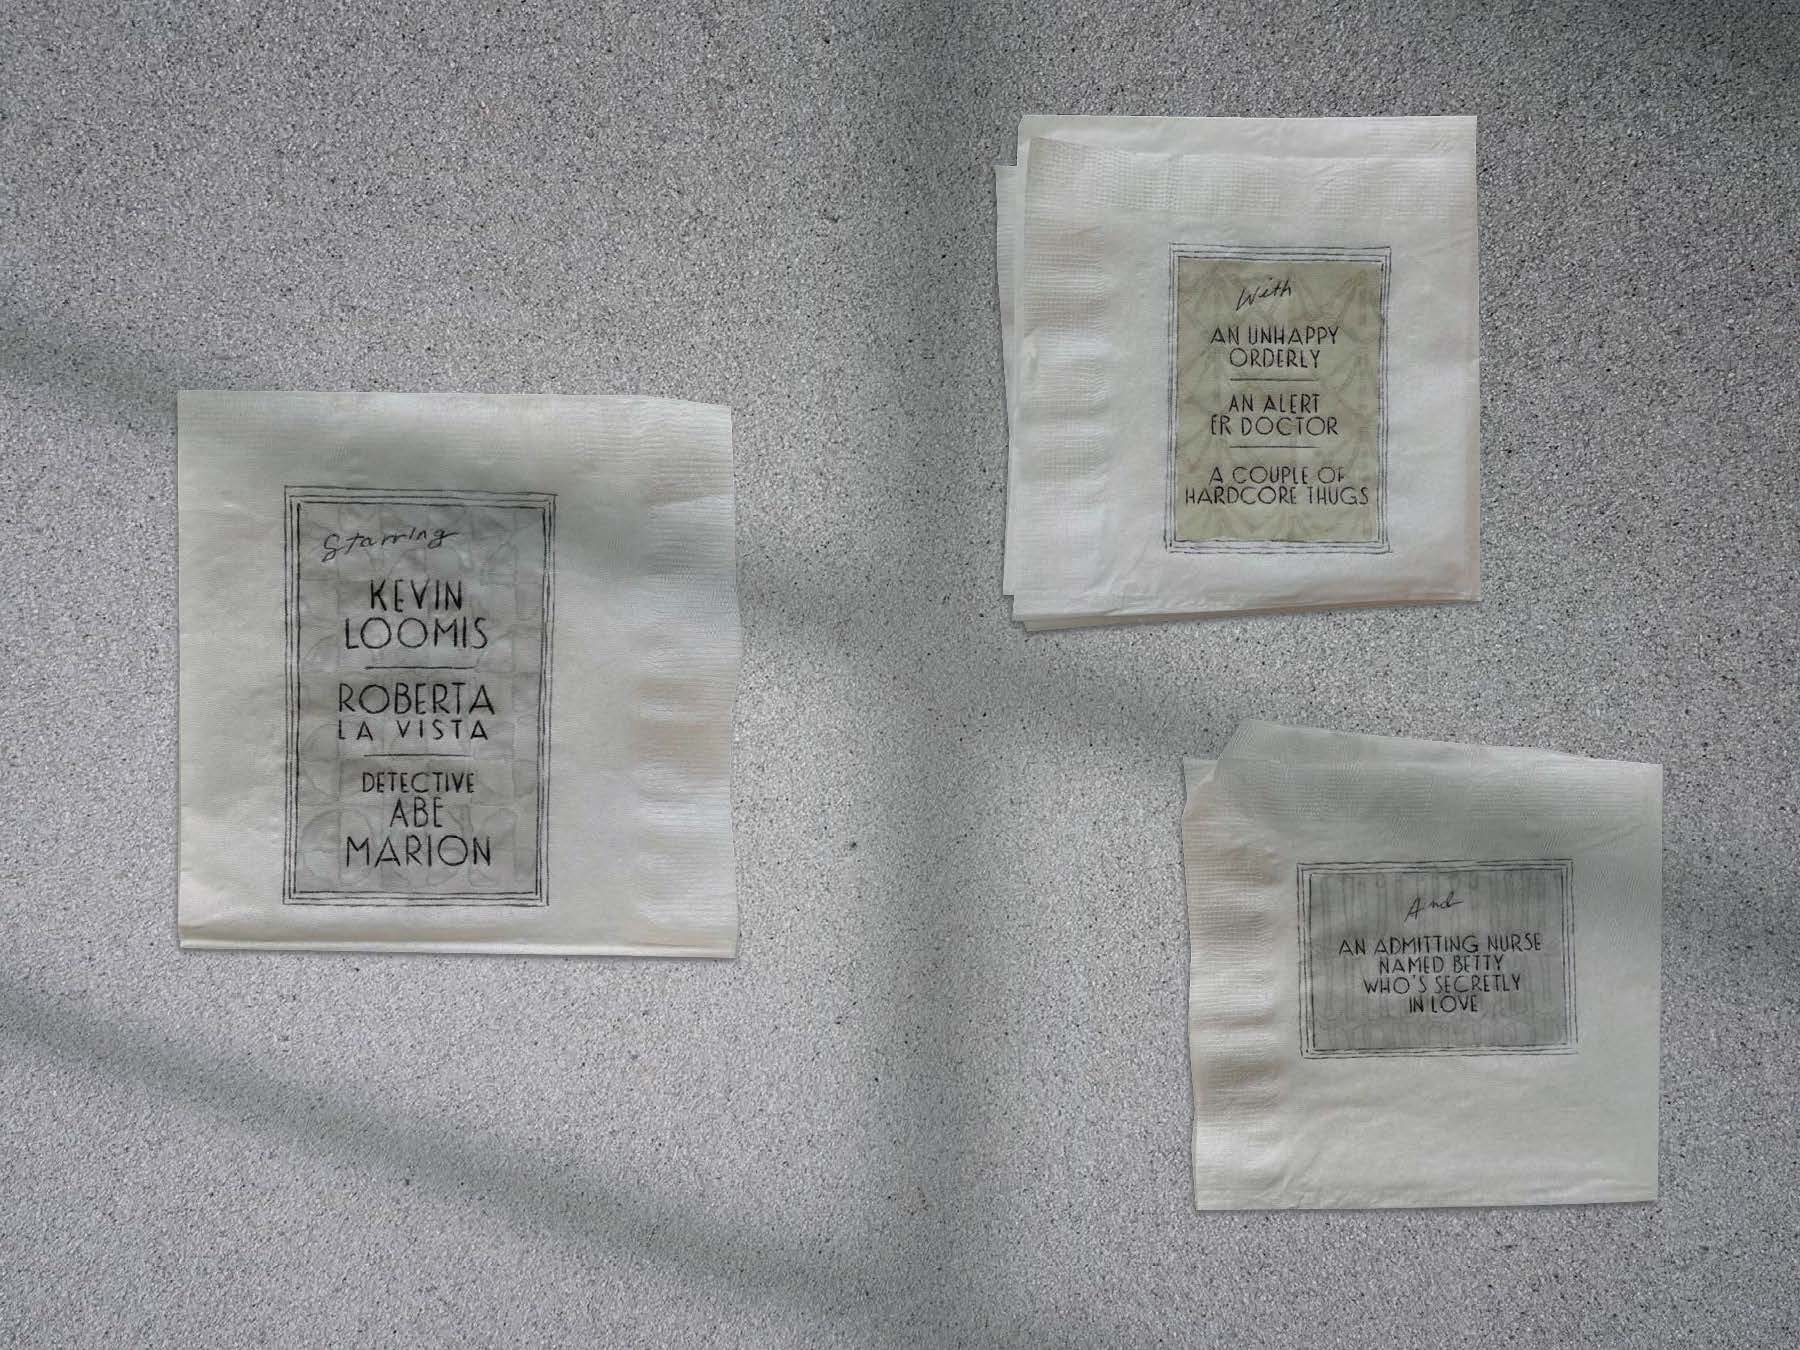 Starring
KEVIN
LOOMIS
ROBERTA
LA VISTA
DETECTIVE
ABE
MARION
With
AN UNHAPPY
ORDERLY
AN ALERT
ER DOCTOR
A COUPLE OF
HARDCORE THUGS
And
AN ADMITTING NURSE
NAMED BETTY
WHO'S SECRETLY
IN LOVE